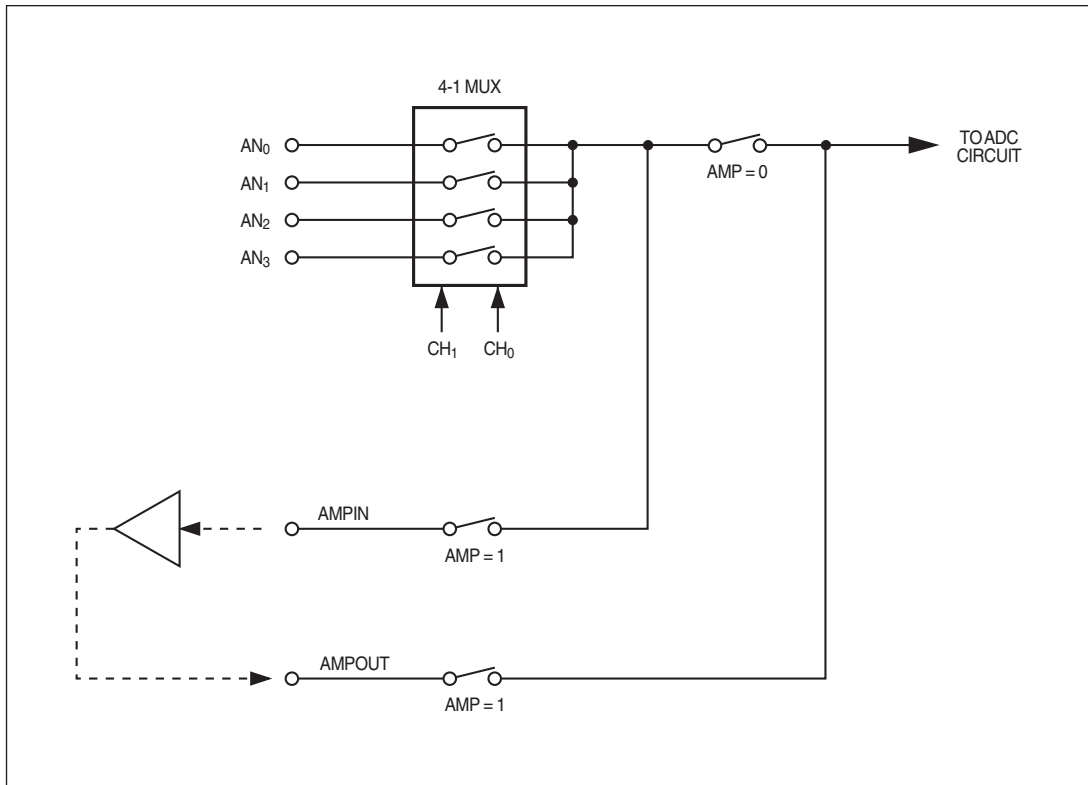 4-1 MUX
AN₀
AN₁
AN₂
AN₃
AMP = 0
TO ADC
CIRCUIT
CH₁
CH₀
AMPIN
AMP = 1
AMPOUT
AMP = 1